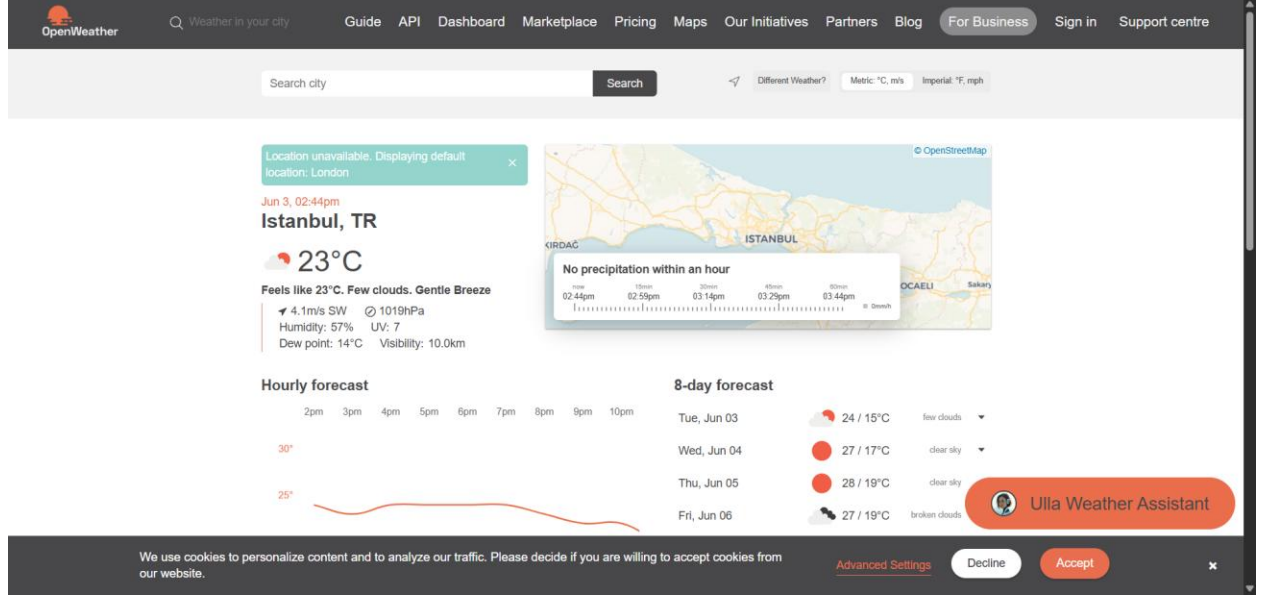 OpenWeather
Weather in your city
Guide API Dashboard Marketplace Pricing Maps Our Initiatives Partners Blog For Business Sign in Support centre
Search city
Search
Different Weather?
Metric: °C, m/s
Imperial: °F, mph
Location unavailable. Displaying default
location: London
×
Jun 3, 02:44pm
Istanbul, TR
23°C
Feels like 23°C. Few clouds. Gentle Breeze
4.1m/s SW 1019hPa
Humidity: 57% UV: 7
Dew point: 14°C Visibility: 10.0km
© OpenStreetMap
ISTANBUL
KIRDAĞ
OCAELI
Sakary
No precipitation within an hour
now 15min 30min 45min 60min
02:44pm 02:59pm 03:14pm 03:29pm 03:44pm
0mm/h
Hourly forecast
2pm 3pm 4pm 5pm 6pm 7pm 8pm 9pm 10pm
30°
25°
8-day forecast
Tue, Jun 03 24 / 15°C few clouds
Wed, Jun 04 27 / 17°C clear sky
Thu, Jun 05 28 / 19°C clear sky
Fri, Jun 06 27 / 19°C broken clouds
Ulla Weather Assistant
We use cookies to personalize content and to analyze our traffic. Please decide if you are willing to accept cookies from
our website.
Advanced Settings
Decline
Accept
×